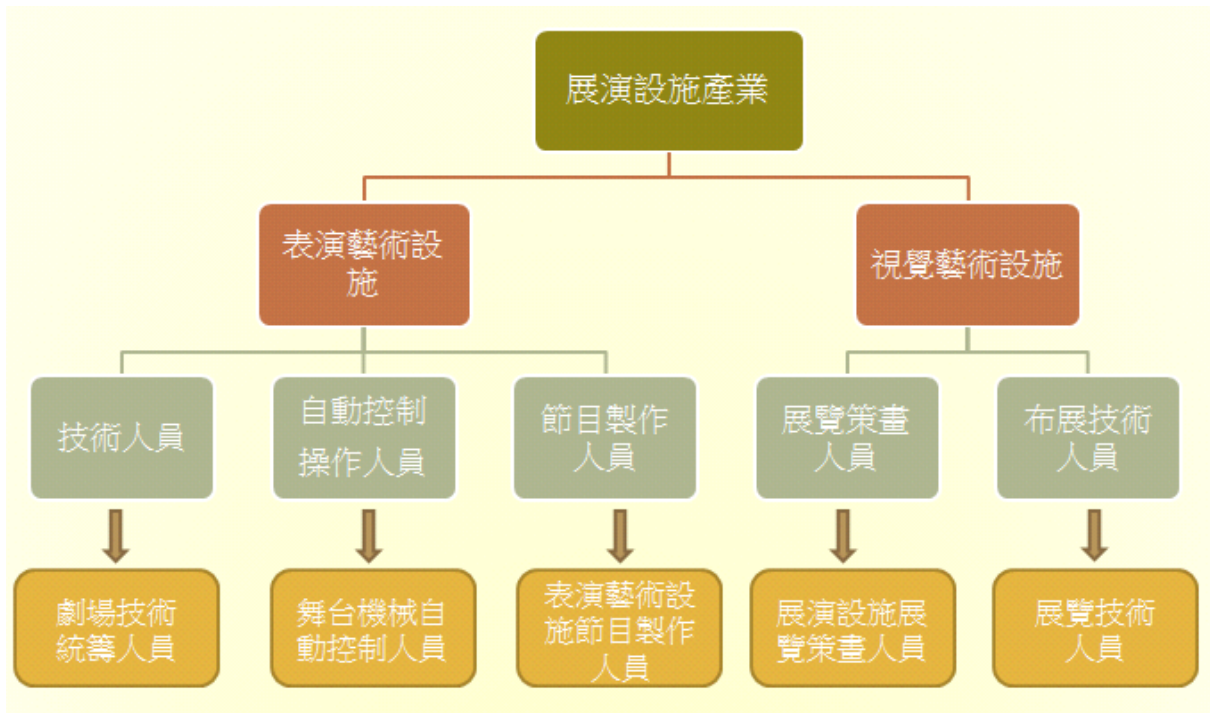 展演設施產業
表演藝術設
施
視覺藝術設施
技術人員
自動控制
操作人員
節目製作
人員
展覽策畫
人員
布展技術
人員
劇場技術
統籌人員
舞台機械自
動控制人員
表演藝術設
施節目製作
人員
展演設施展
覽策畫人員
展覽技術
人員